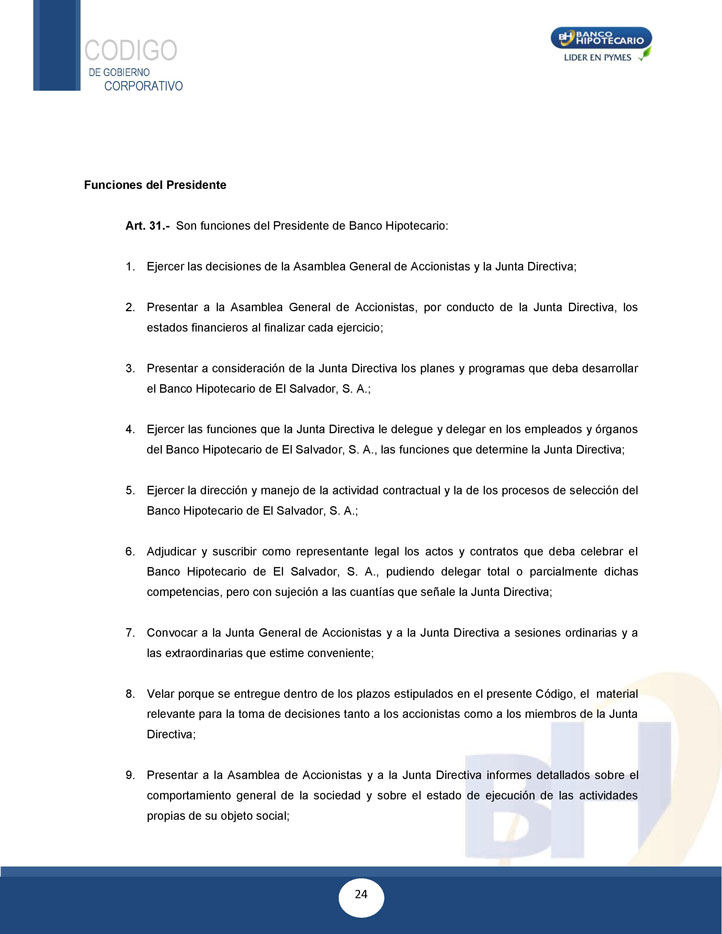 CODIGO
DE GOBIERNO
CORPORATIVO
BH BANCO
HIPOTECARIO
LIDER EN PYMES
Funciones del Presidente
Art. 31.- Son funciones del Presidente de Banco Hipotecario:
1. Ejercer las decisiones de la Asamblea General de Accionistas y la Junta Directiva;
2. Presentar a la Asamblea General de Accionistas, por conducto de la Junta Directiva, los
estados financieros al finalizar cada ejercicio;
3. Presentar a consideración de la Junta Directiva los planes y programas que deba desarrollar
el Banco Hipotecario de El Salvador, S. A.;
4. Ejercer las funciones que la Junta Directiva le delegue y delegar en los empleados y órganos
del Banco Hipotecario de El Salvador, S. A., las funciones que determine la Junta Directiva;
5. Ejercer la dirección y manejo de la actividad contractual y la de los procesos de selección del
Banco Hipotecario de El Salvador, S. A.;
6. Adjudicar y suscribir como representante legal los actos y contratos que deba celebrar el
Banco Hipotecario de El Salvador, S. A., pudiendo delegar total o parcialmente dichas
competencias, pero con sujeción a las cuantías que señale la Junta Directiva;
7. Convocar a la Junta General de Accionistas y a la Junta Directiva a sesiones ordinarias y a
las extraordinarias que estime conveniente;
8. Velar porque se entregue dentro de los plazos estipulados en el presente Código, el material
relevante para la toma de decisiones tanto a los accionistas como a los miembros de la Junta
Directiva;
9. Presentar a la Asamblea de Accionistas y a la Junta Directiva informes detallados sobre el
comportamiento general de la sociedad y sobre el estado de ejecución de las actividades
propias de su objeto social;
BH
24